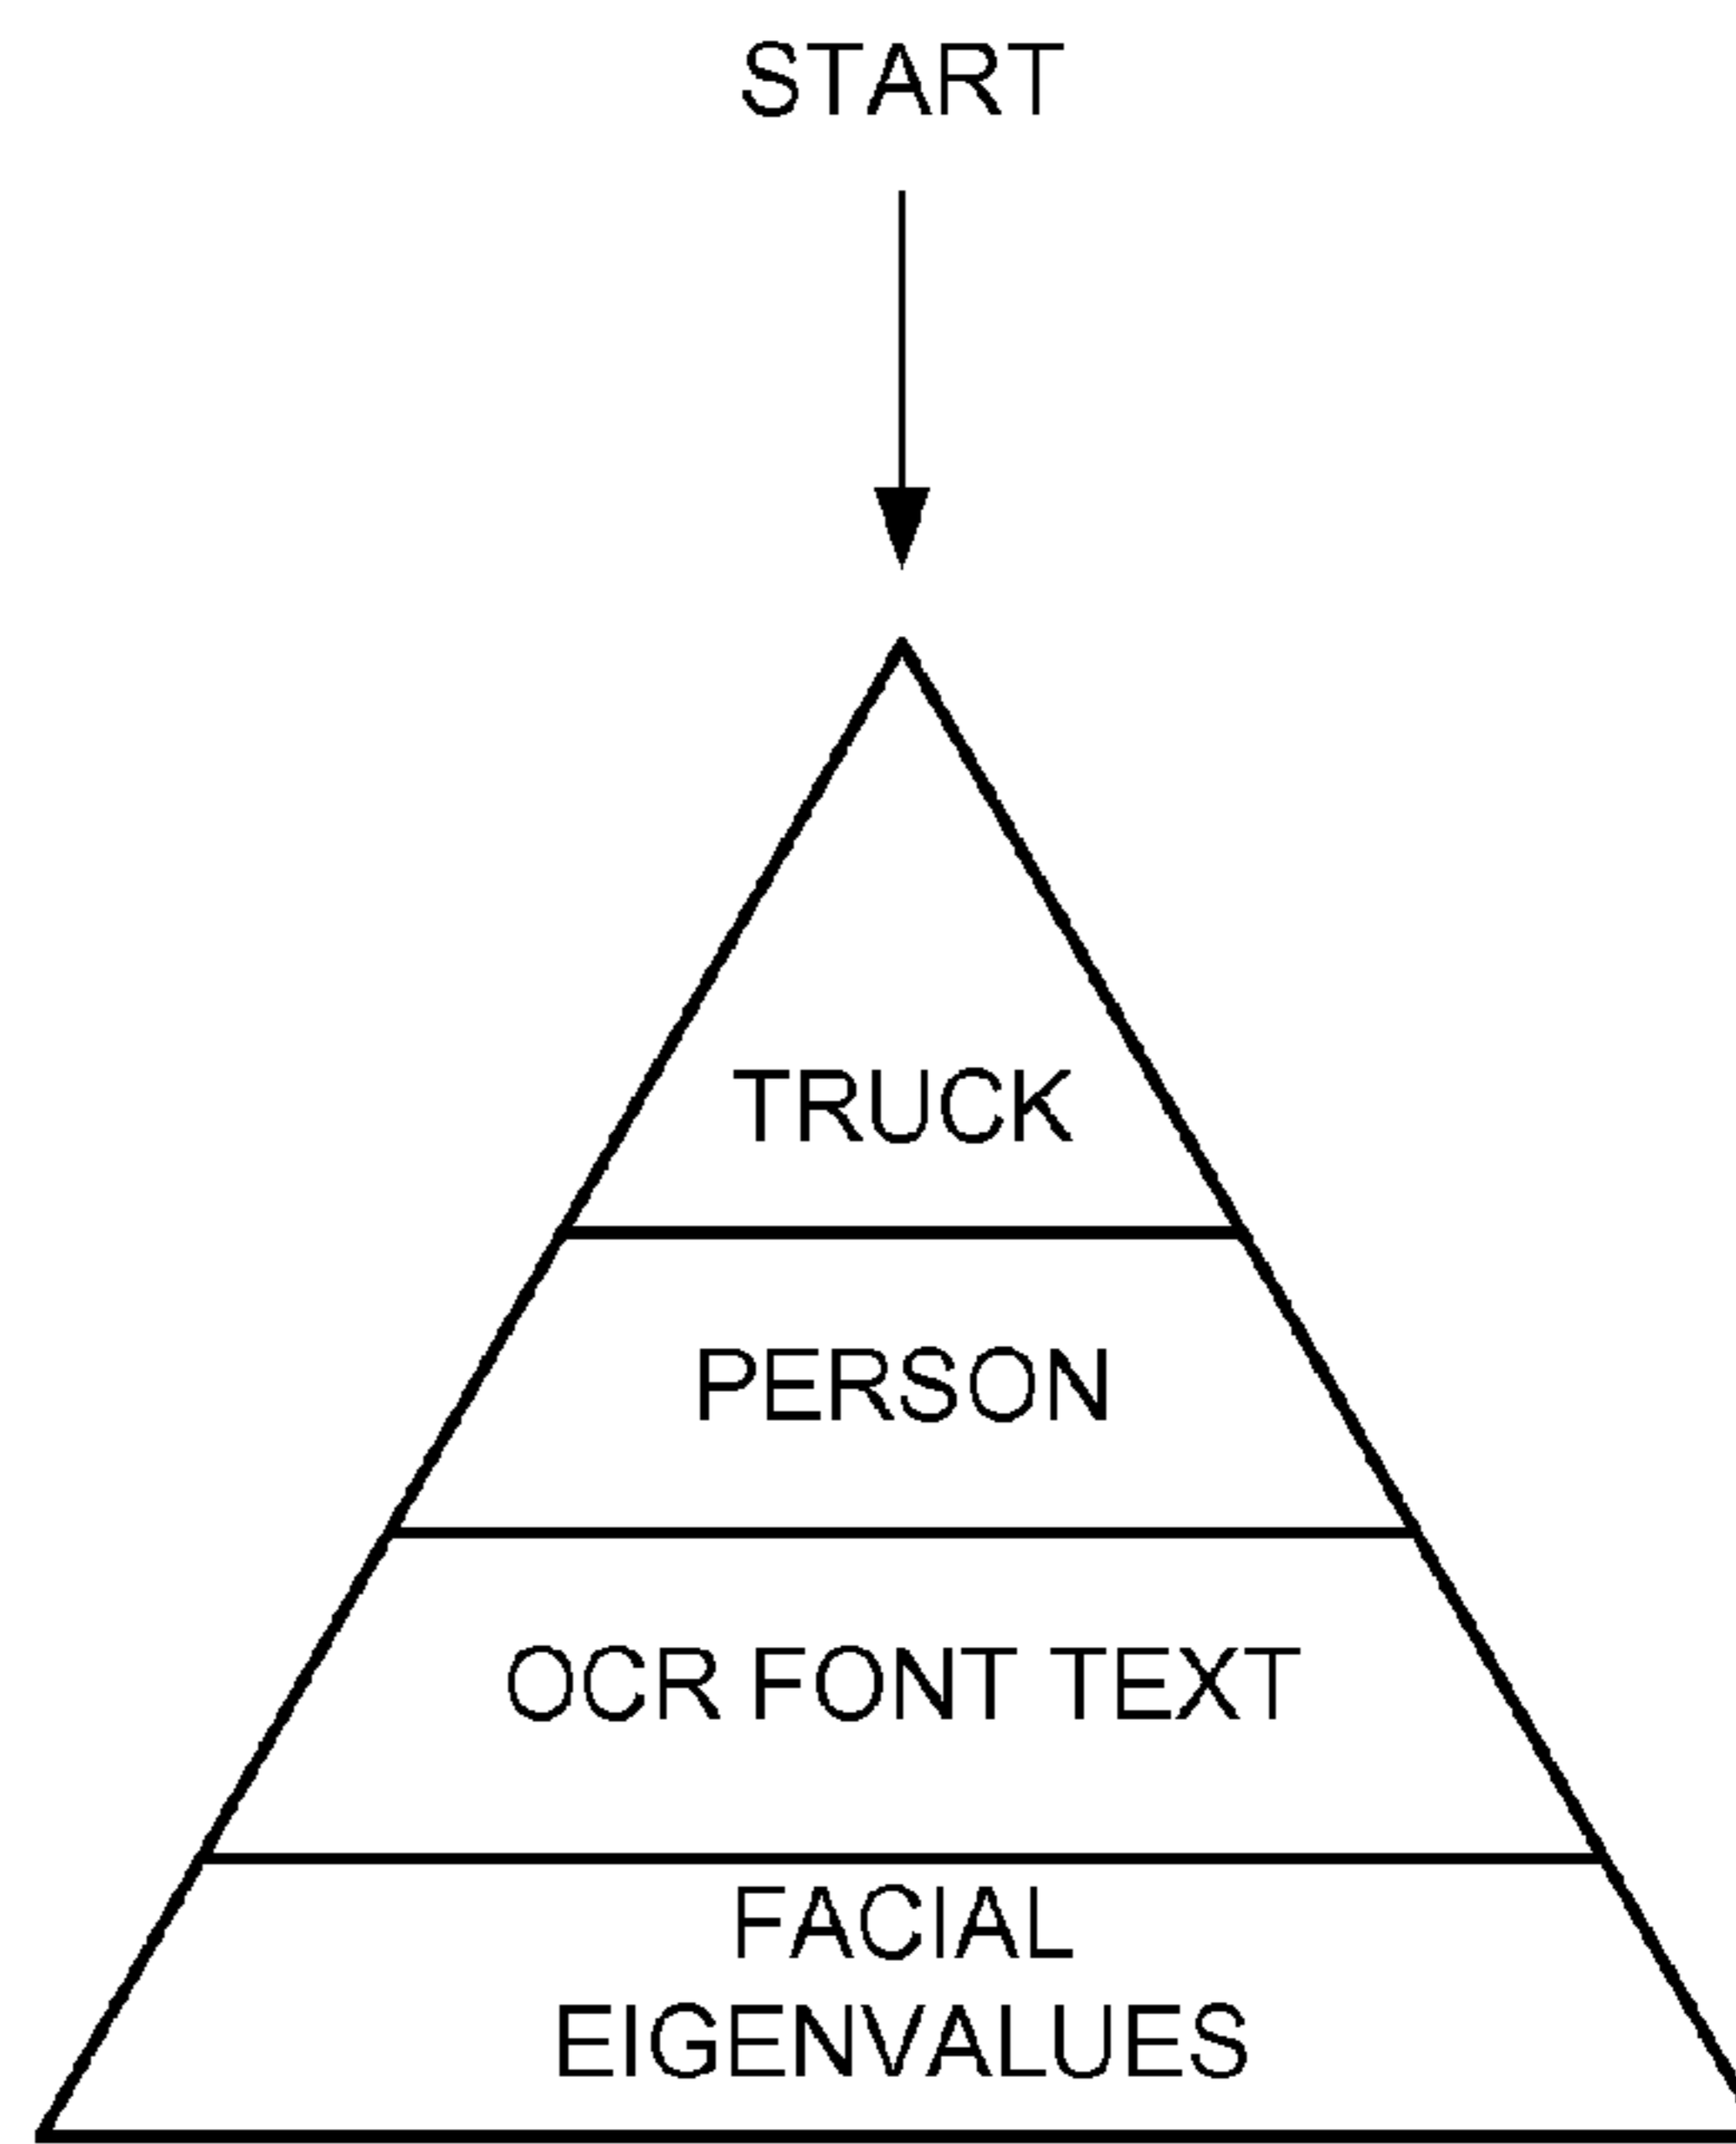 START
TRUCK
PERSON
OCR FONT TEXT
FACIAL
EIGENVALUES